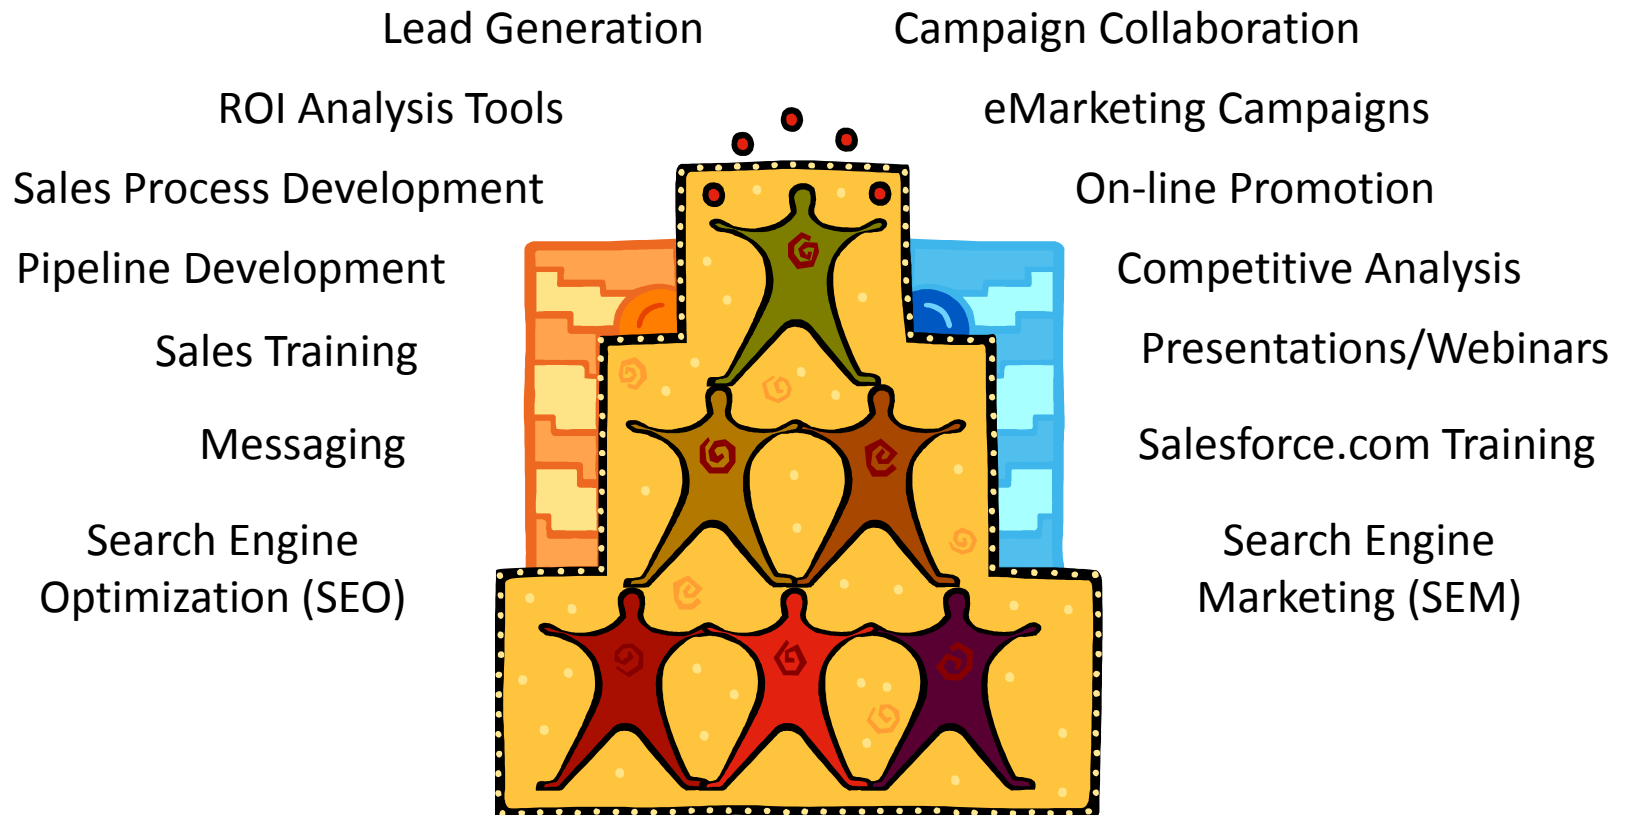 Lead Generation
Campaign Collaboration
ROI Analysis Tools
eMarketing Campaigns
Sales Process Development
On-line Promotion
Pipeline Development
Competitive Analysis
Sales Training
Presentations/Webinars
Messaging
Salesforce.com Training
Search Engine
Optimization (SEO)
Search Engine
Marketing (SEM)